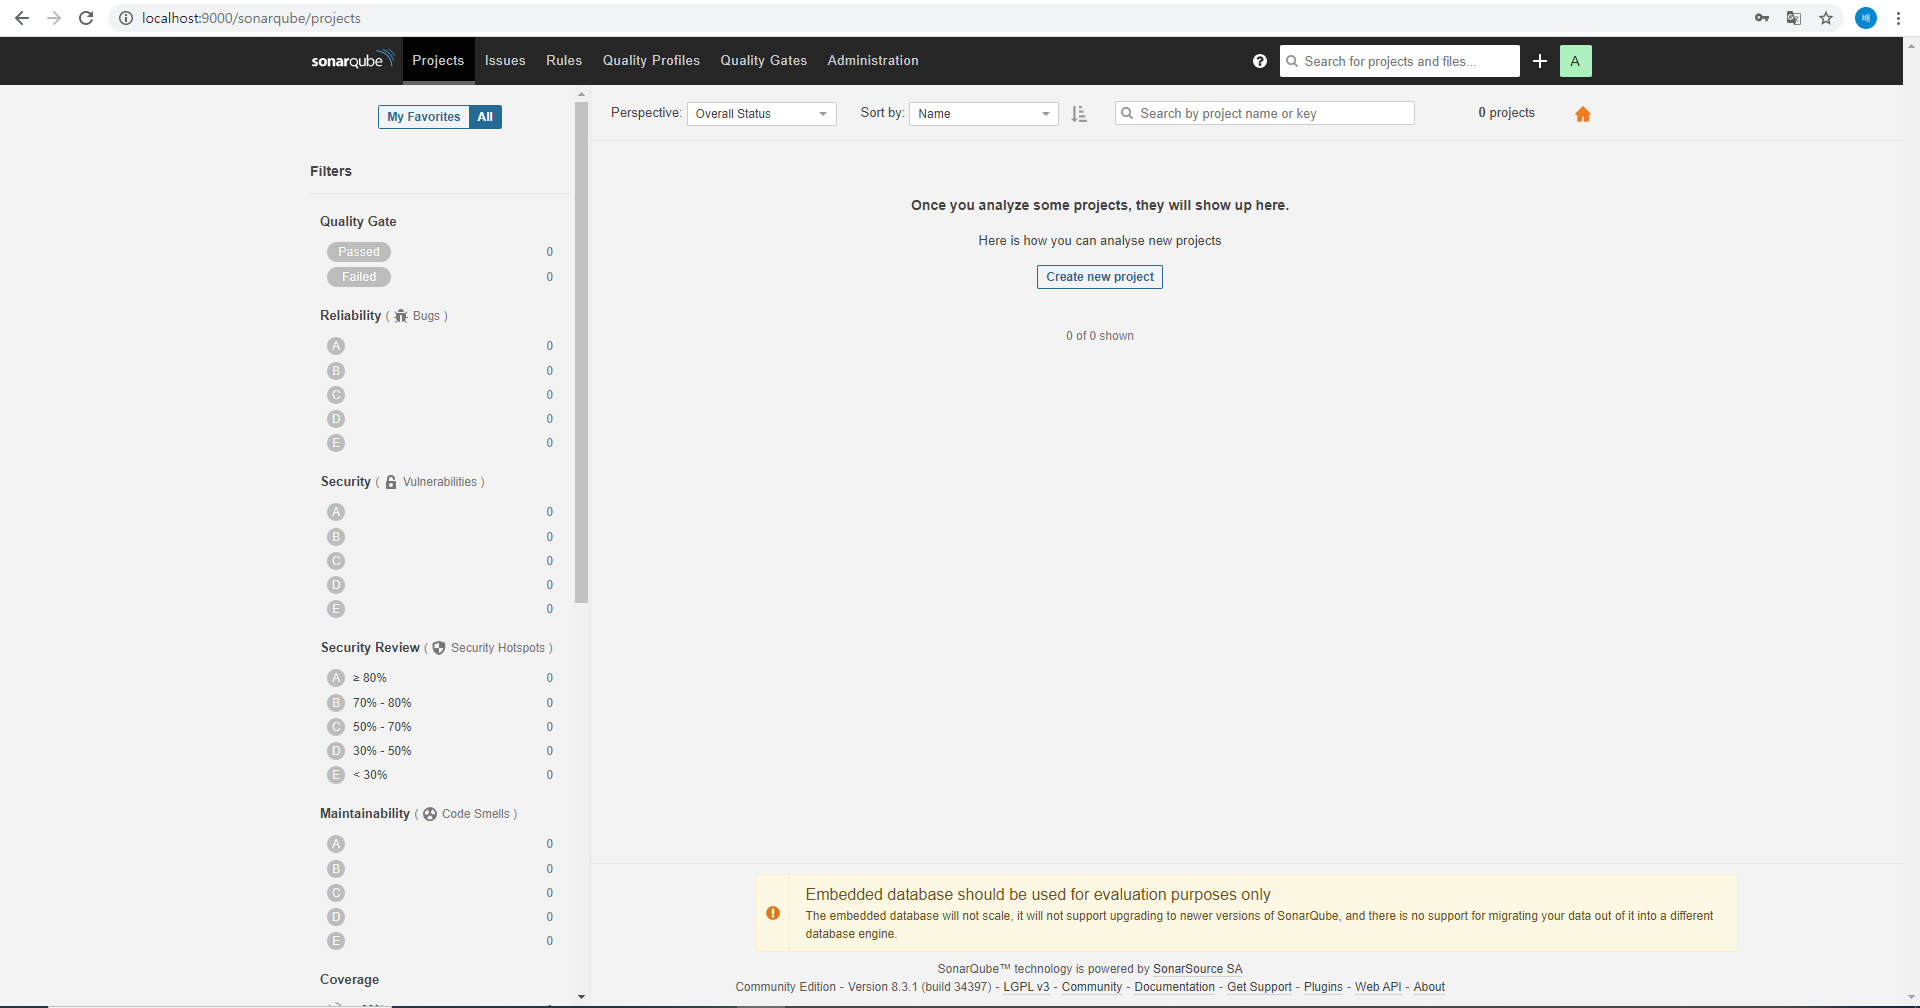 localhost:9000/sonarqube/projects
배
sonarqube Projects Issues Rules Quality Profiles Quality Gates Administration ? Search for projects and files... + A
My Favorites All
Perspective: Overall Status Sort by: Name Search by project name or key 0 projects
Filters
Quality Gate
Passed 0
Failed 0
Reliability ( Bugs )
A 0
B 0
C 0
D 0
E 0
Security ( Vulnerabilities )
A 0
B 0
C 0
D 0
E 0
Security Review ( Security Hotspots )
A ≥ 80% 0
B 70% - 80% 0
C 50% - 70% 0
D 30% - 50% 0
E < 30% 0
Maintainability ( Code Smells )
A 0
B 0
C 0
D 0
E 0
Coverage
Once you analyze some projects, they will show up here.
Here is how you can analyse new projects
Create new project
0 of 0 shown
Embedded database should be used for evaluation purposes only
The embedded database will not scale, it will not support upgrading to newer versions of SonarQube, and there is no support for migrating your data out of it into a different
database engine.
SonarQube™ technology is powered by SonarSource SA
Community Edition - Version 8.3.1 (build 34397) - LGPL v3 - Community - Documentation - Get Support - Plugins - Web API - About